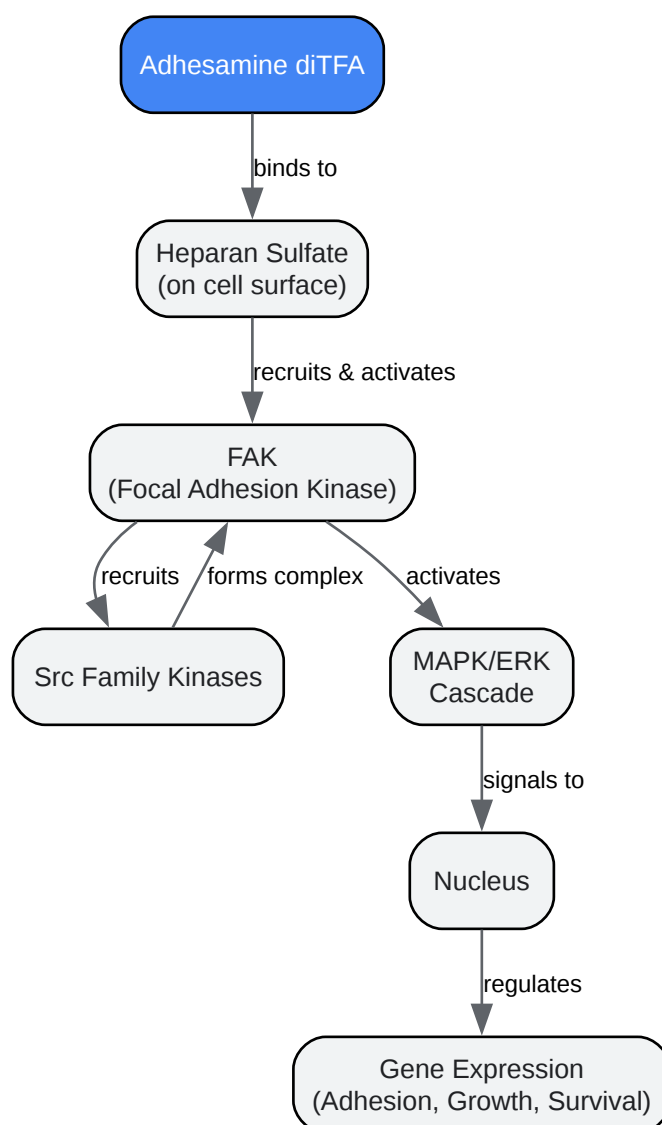 Adhesamine diTFA
binds to
Heparan Sulfate
(on cell surface)
recruits & activates
FAK
(Focal Adhesion Kinase)
recruits
forms complex
activates
Src Family Kinases
MAPK/ERK
Cascade
signals to
Nucleus
regulates
Gene Expression
(Adhesion, Growth, Survival)